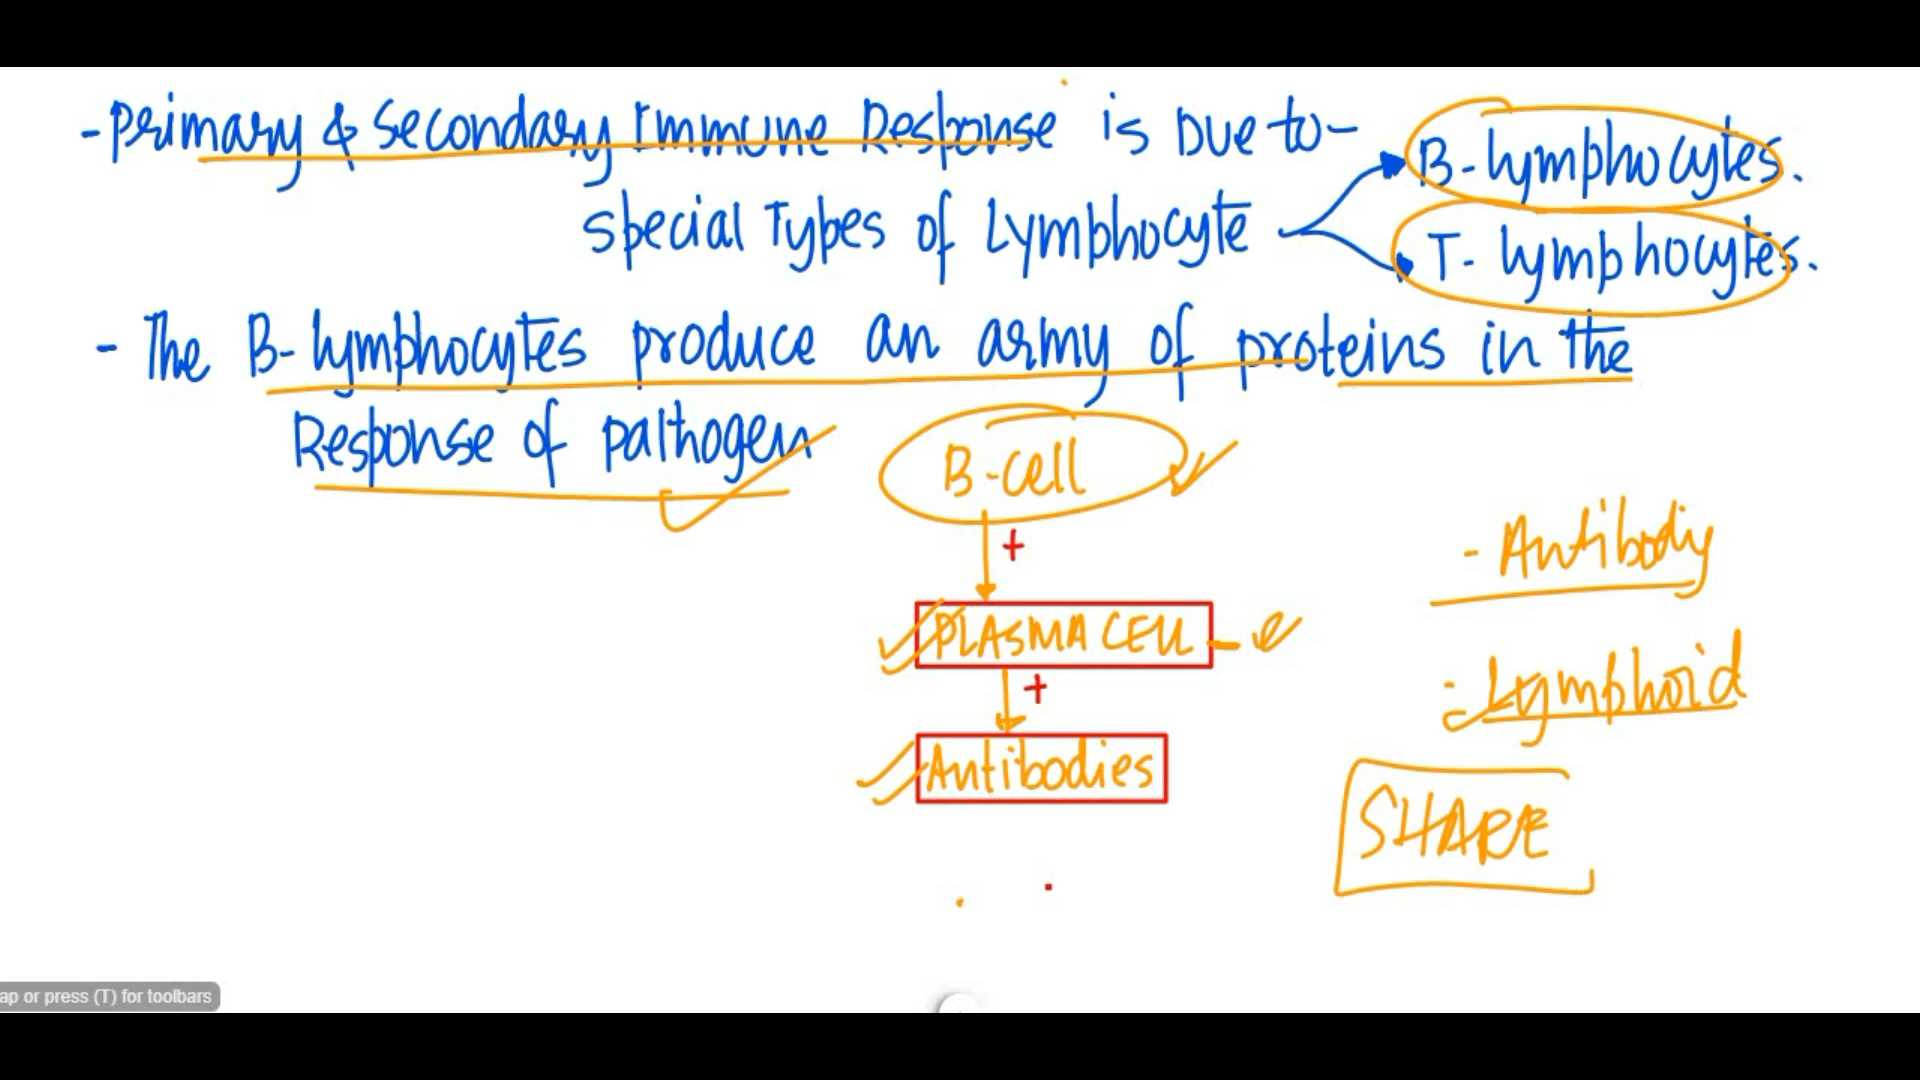 - Primary & Secondary Immune Response is Due to-
B-lymphocytes.
special Types of Lymphocyte
T- lymphocytes.
- The B-lymphocytes produce an army of proteins in the
Response of pathogen
B-cell
+
- Antibody
PLASMA CELL -
+
- Lymphoid
Antibodies
SHARE
ap or press (T) for toolbars